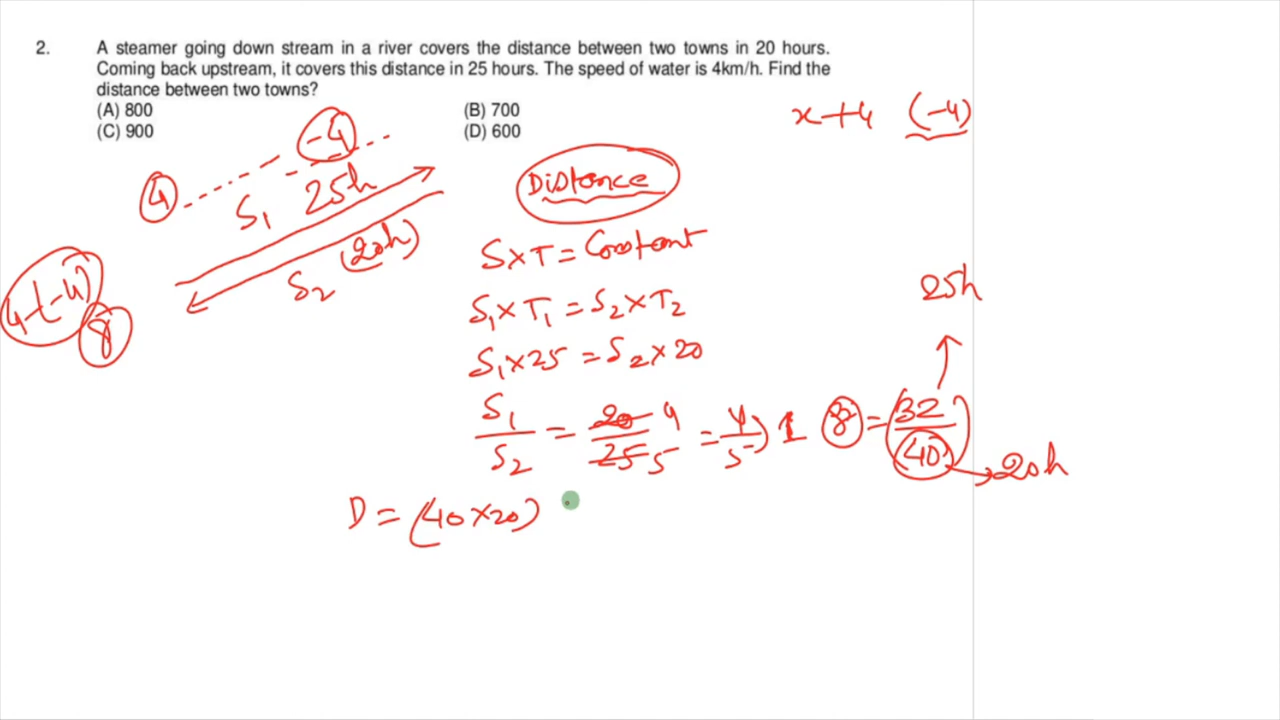 2. A steamer going down stream in a river covers the distance between two towns in 20 hours.
Coming back upstream, it covers this distance in 25 hours. The speed of water is 4km/h. Find the
distance between two towns?
(A) 800 (B) 700
(C) 900 (D) 600
x+4 (-4)
-4
4
S1 25h
Distance
S2 (20h)
S×T = Constant
4-(-4)
8
25h
S1×T1 = S2×T2
S1×25 = S2×20
S1/S2 = 20/25 4/5 = 4/5) 1 8 = (32/40)
→20h
D = (40×20)